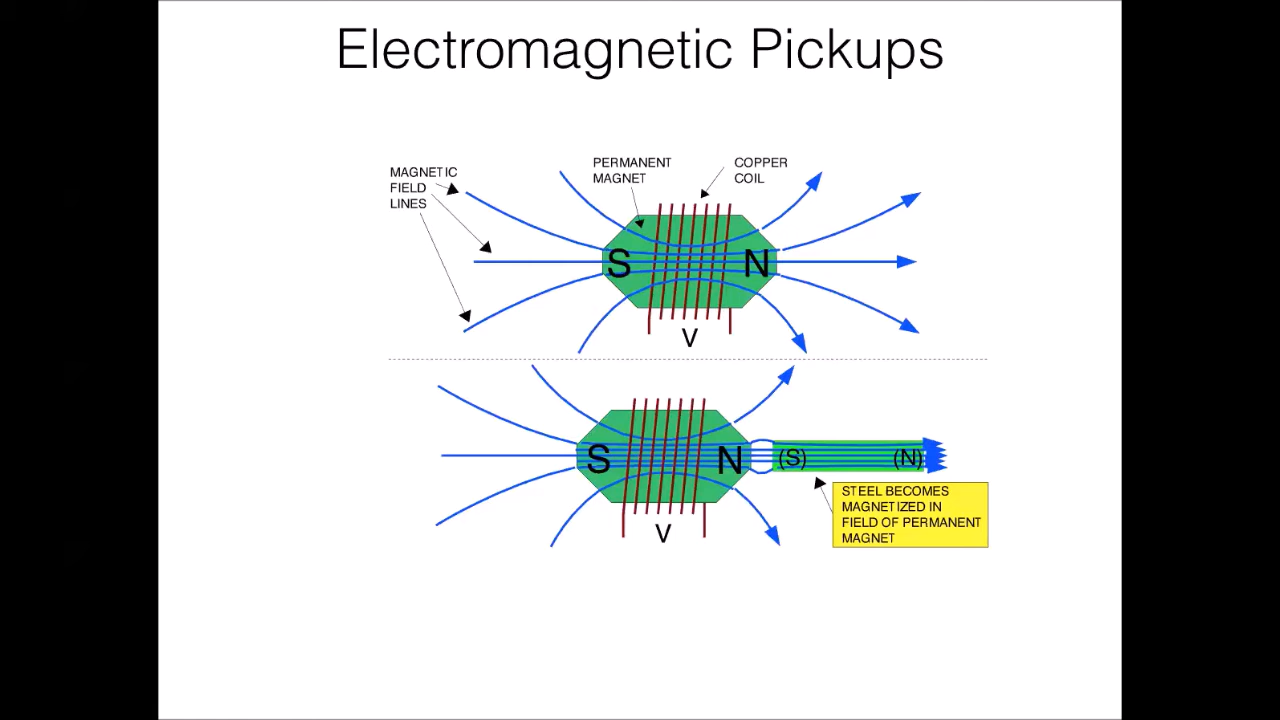 Electromagnetic Pickups
MAGNETIC
FIELD
LINES
PERMANENT
MAGNET
COPPER
COIL
S
N
V
S
N
(S)
(N)
V
STEEL BECOMES
MAGNETIZED IN
FIELD OF PERMANENT
MAGNET